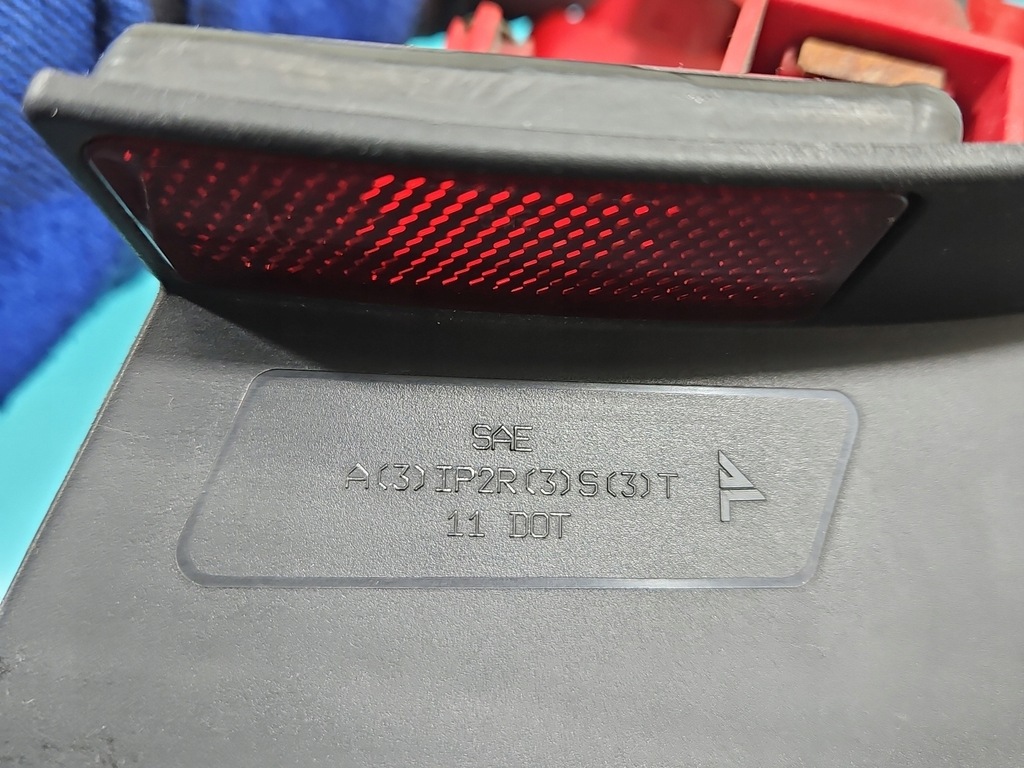 SAE
A(3)IP2R(3)S(3)T
11 DOT